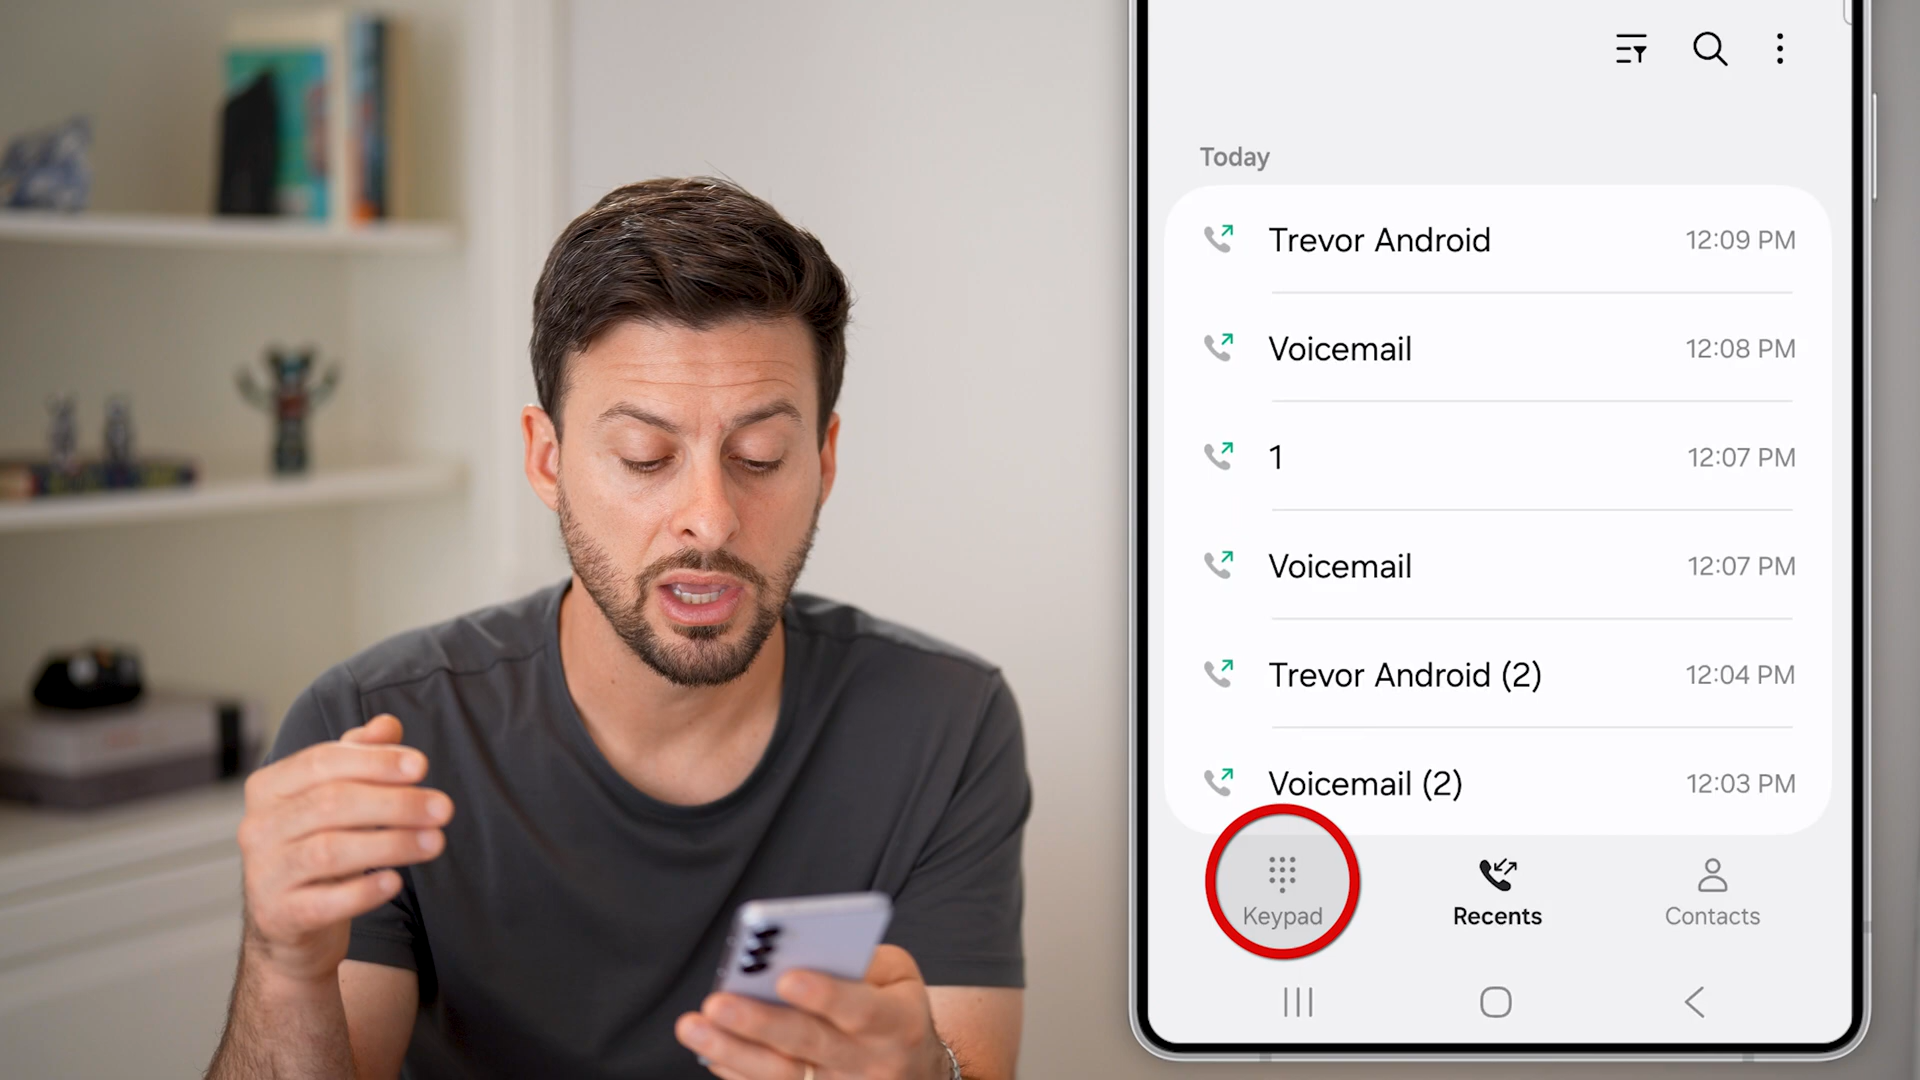 Today
Trevor Android 12:09 PM
Voicemail 12:08 PM
1 12:07 PM
Voicemail 12:07 PM
Trevor Android (2) 12:04 PM
Voicemail (2) 12:03 PM
Keypad Recents Contacts